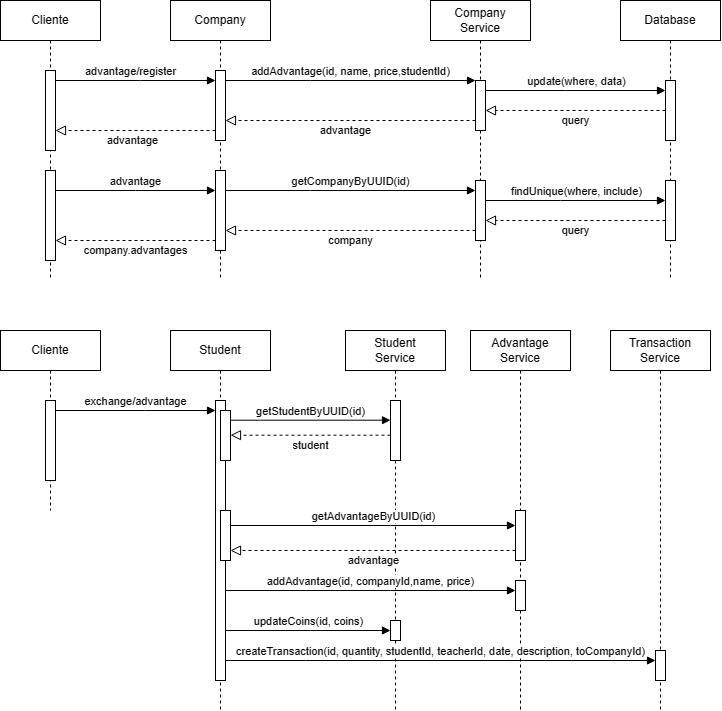 Cliente
Company
Company
Service
Database
advantage/register
addAdvantage(id, name, price,studentId)
update(where, data)
query
advantage
advantage
advantage
getCompanyByUUID(id)
findUnique(where, include)
query
company
company.advantages
Cliente
Student
Student
Service
Advantage
Service
Transaction
Service
exchange/advantage
getStudentByUUID(id)
student
getAdvantageByUUID(id)
advantage
addAdvantage(id, companyId,name, price)
updateCoins(id, coins)
createTransaction(id, quantity, studentId, teacherId, date, description, toCompanyId)